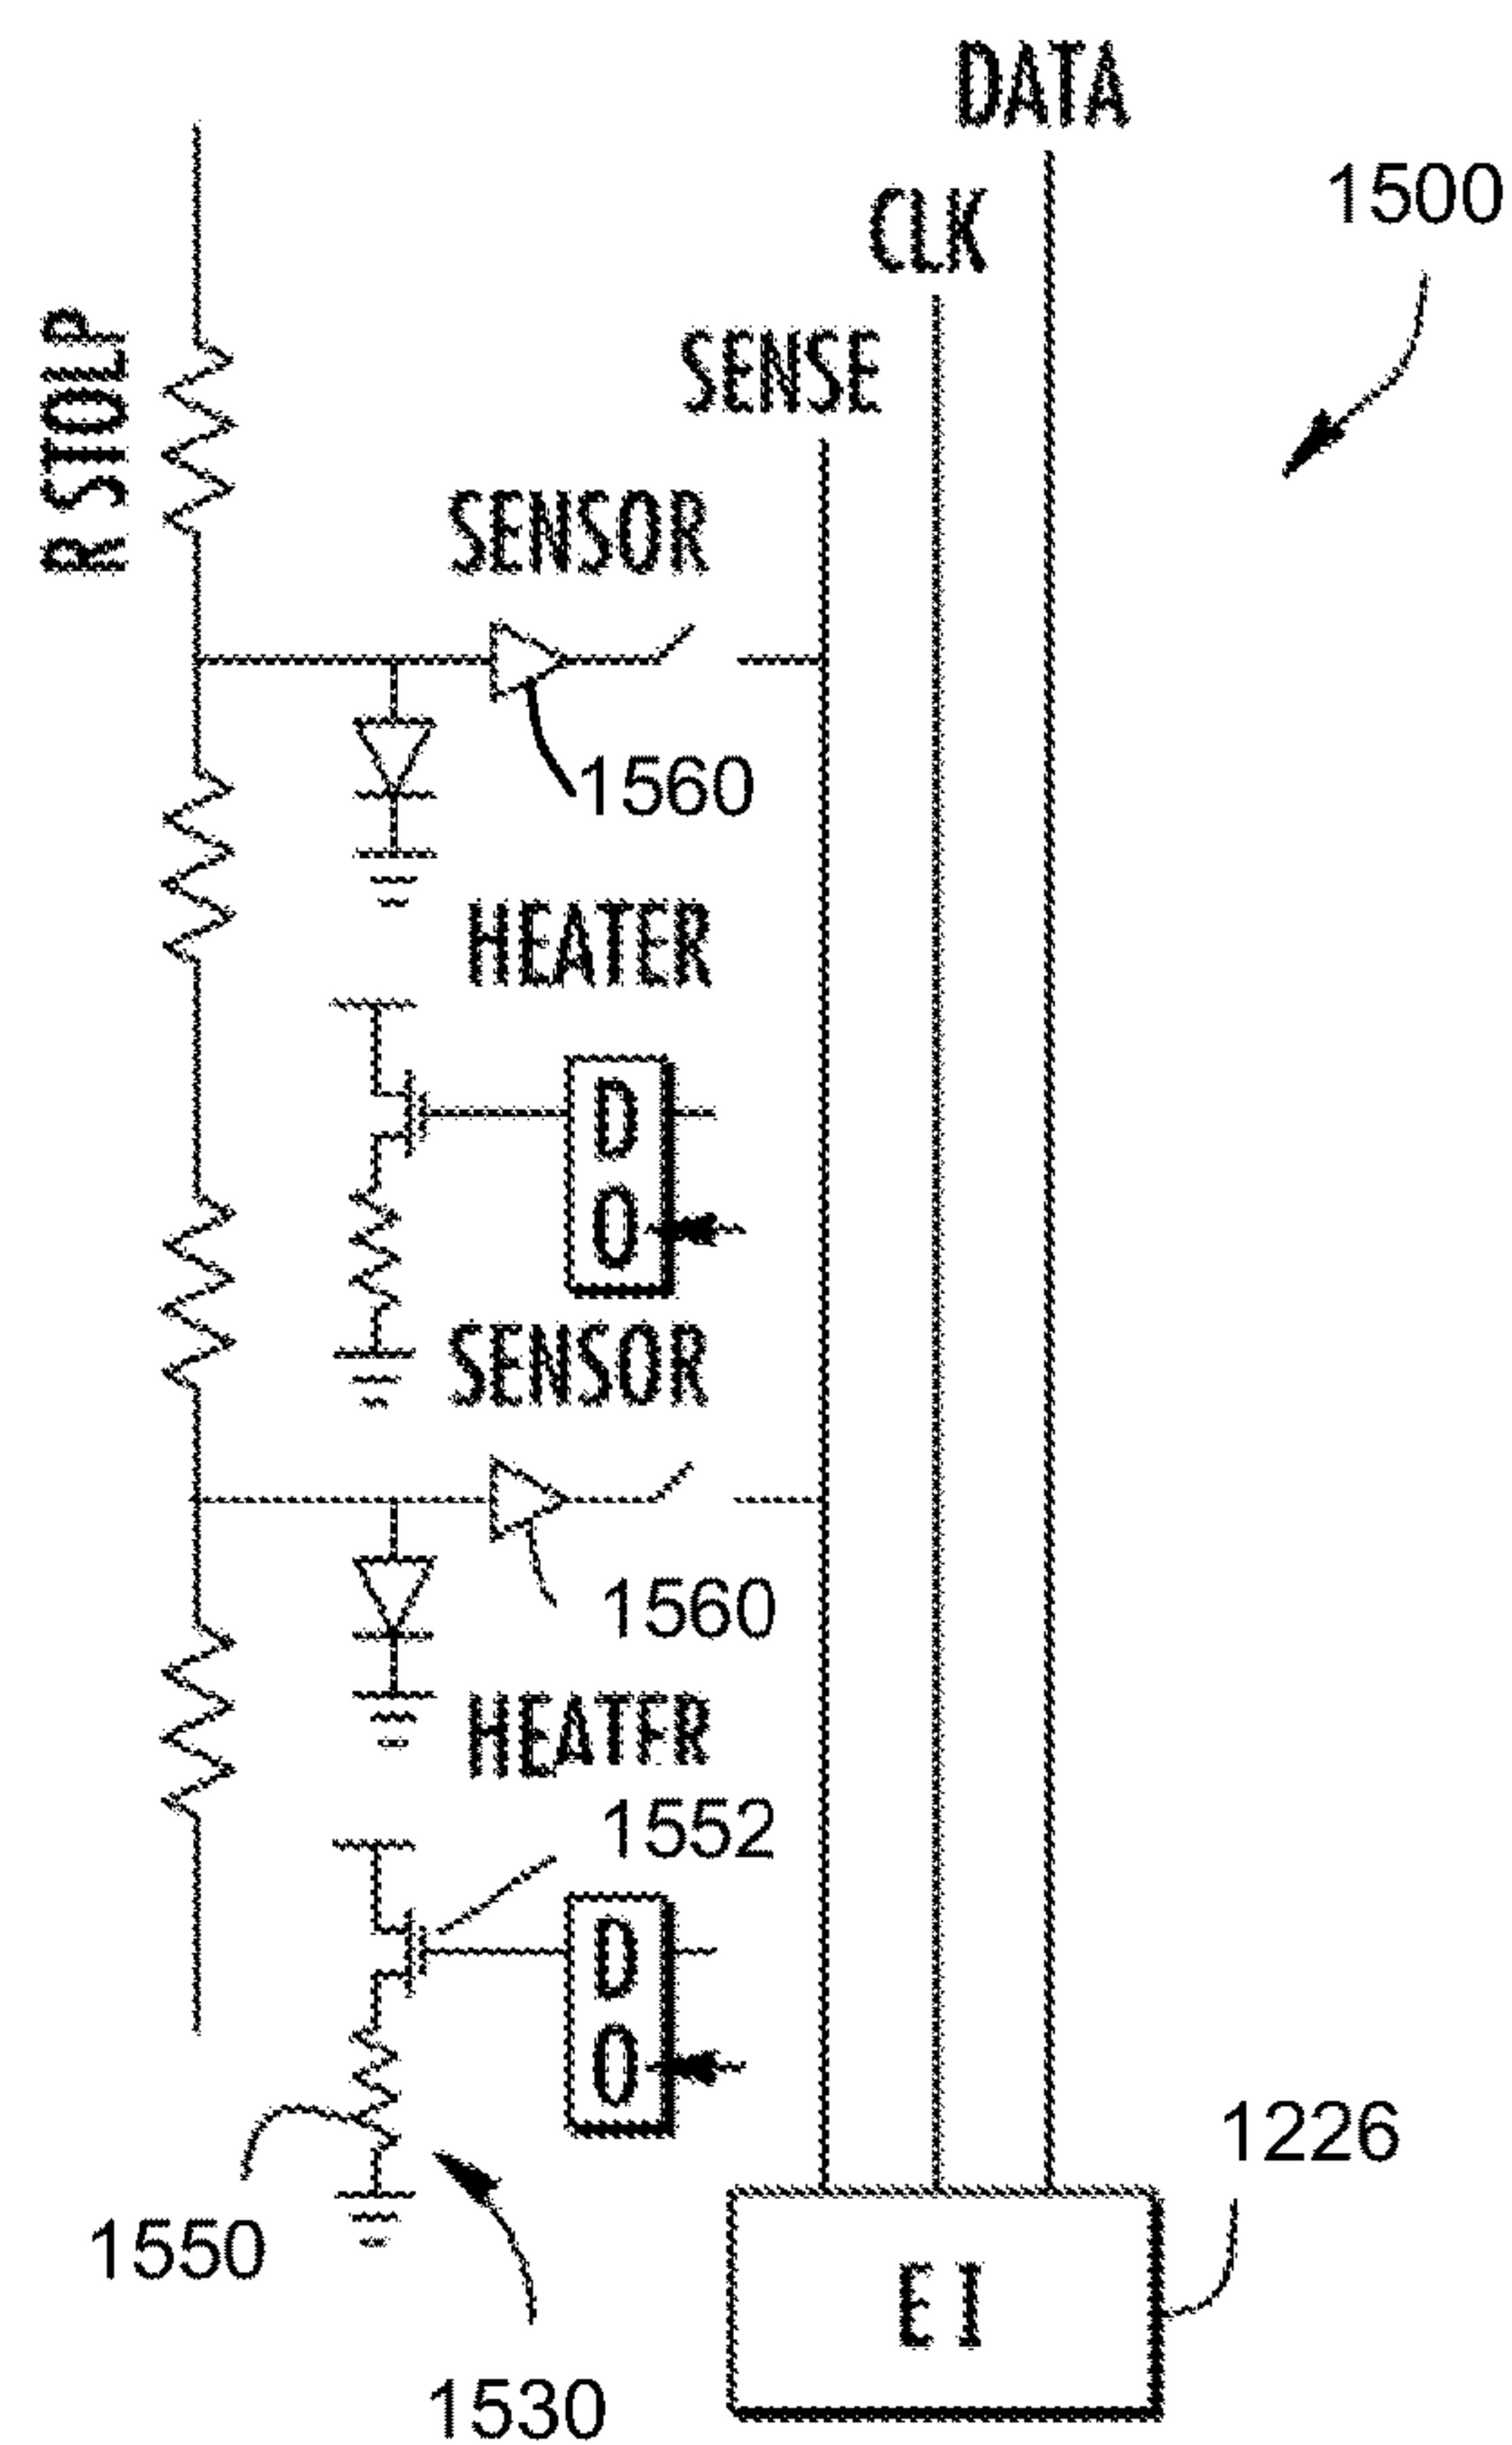 DATA
1500
CLK
SENSE
R STOLP
SENSOR
1560
HEATER
D
O
SENSOR
1560
HEATER
1552
D
O
1226
1550
E I
1530